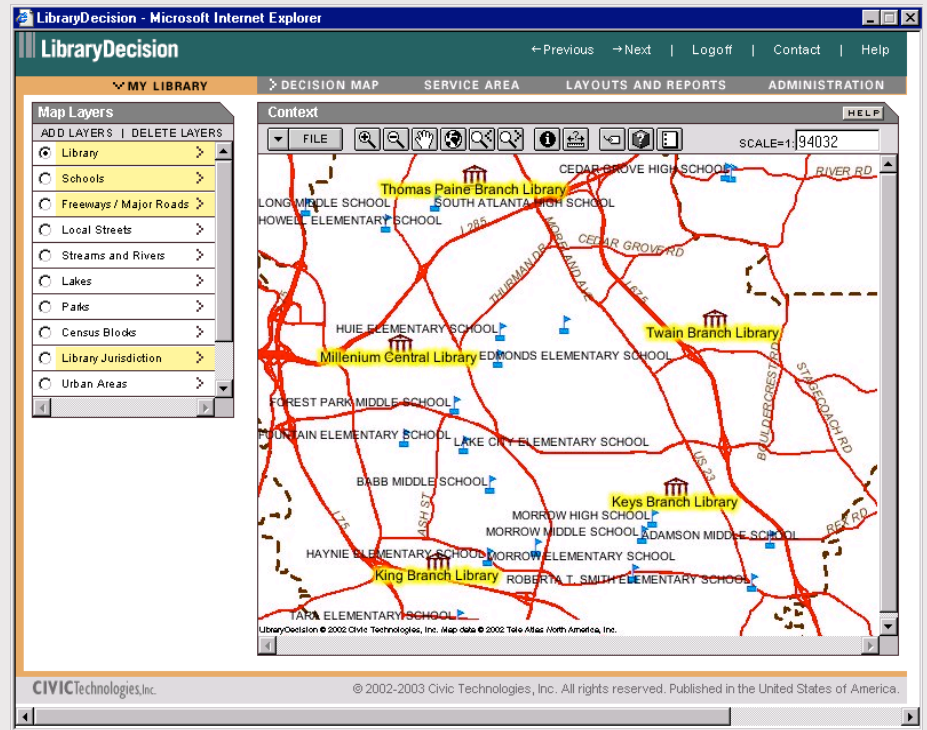 LibraryDecision - Microsoft Internet Explorer
LibraryDecision
←Previous →Next | Logoff | Contact | Help
MY LIBRARY DECISION MAP SERVICE AREA LAYOUTS AND REPORTS ADMINISTRATION
Map Layers
ADD LAYERS | DELETE LAYERS
Library
Schools
Freeways / Major Roads
Local Streets
Streams and Rivers
Lakes
Parks
Census Blocks
Library Jurisdiction
Urban Areas
Context HELP
FILE SCALE=1: 94032
CEDAR GROVE HIGH SCHOOL RIVER RD
Thomas Paine Branch Library
LONG MIDDLE SCHOOL SOUTH ATLANTA HIGH SCHOOL
HOWELL ELEMENTARY SCHOOL
I 285
MORELAND AVE
CEDAR GROVE RD
THURMAN DR
I 675
HUIE ELEMENTARY SCHOOL
Twain Branch Library
Millenium Central Library EDMONDS ELEMENTARY SCHOOL
BOULDERCREST RD
STAGECOACH RD
FOREST PARK MIDDLE SCHOOL
FOUNTAIN ELEMENTARY SCHOOL LAKE CITY ELEMENTARY SCHOOL
US 23
BABB MIDDLE SCHOOL
ASH ST
Keys Branch Library
I 75
MORROW HIGH SCHOOL
REX RD
MORROW MIDDLE SCHOOL ADAMSON MIDDLE SCHOOL
HAYNIE ELEMENTARY SCHOOL MORROW ELEMENTARY SCHOOL
King Branch Library ROBERTA T. SMITH ELEMENTARY SCHOOL
TARA ELEMENTARY SCHOOL
LibraryDecision © 2002 Civic Technologies, Inc. Map data © 2002 Tele Atlas North America, Inc.
CIVICTechnologies,Inc. © 2002-2003 Civic Technologies, Inc. All rights reserved. Published in the United States of America.